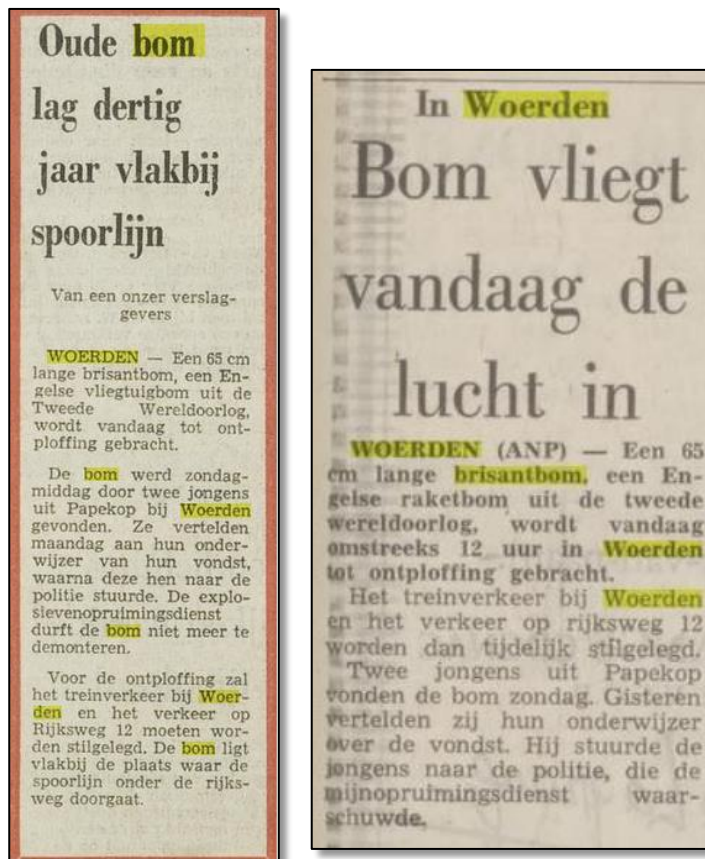 Oude bom
lag dertig
jaar vlakbij
spoorlijn
Van een onzer verslag-
gevers
WOERDEN — Een 65 cm
lange brisantbom, een En-
gelse vliegtuigbom uit de
Tweede Wereldoorlog,
wordt vandaag tot ont-
ploffing gebracht.
De bom werd zondag-
middag door twee jongens
uit Papekop bij Woerden
gevonden. Ze vertelden
maandag aan hun onder-
wijzer van hun vondst,
waarna deze hen naar de
politie stuurde. De explo-
sievenopruimingsdienst
durft de bom niet meer te
demonteren.
Voor de ontploffing zal
het treinverkeer bij Woer-
den en het verkeer op
Rijksweg 12 moeten wor-
den stilgelegd. De bom ligt
vlakbij de plaats waar de
spoorlijn onder de rijks-
weg doorgaat.
In Woerden
Bom vliegt
vandaag de
lucht in
WOERDEN (ANP) — Een 65
cm lange brisantbom, een En-
gelse raketbom uit de tweede
wereldoorlog, wordt vandaag
omstreeks 12 uur in Woerden
tot ontploffing gebracht.
Het treinverkeer bij Woerden
en het verkeer op rijksweg 12
worden dan tijdelijk stilgelegd.
Twee jongens uit Papekop
vonden de bom zondag. Gisteren
vertelden zij hun onderwijzer
over de vondst. Hij stuurde de
jongens naar de politie, die de
mijnopruimingsdienst waar-
schuwde.